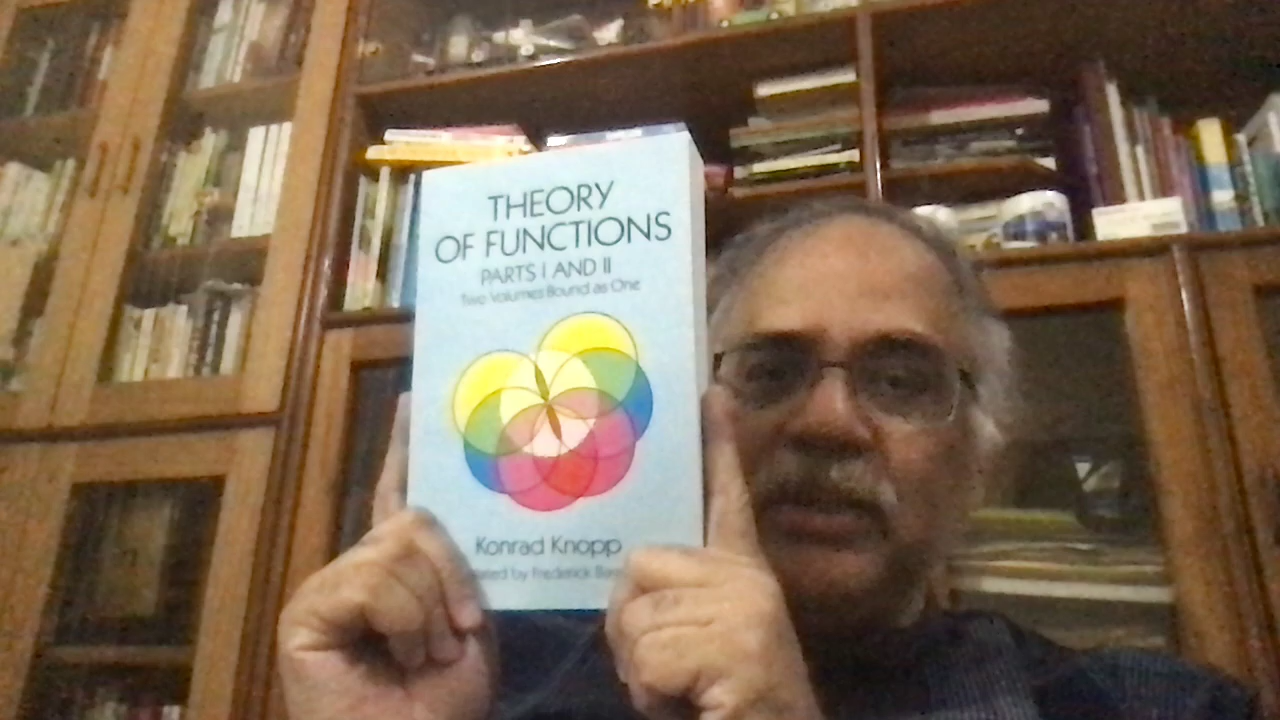 THEORY
OF FUNCTIONS
PARTS I AND II
Two Volumes Bound as One
Konrad Knopp
by Frederick